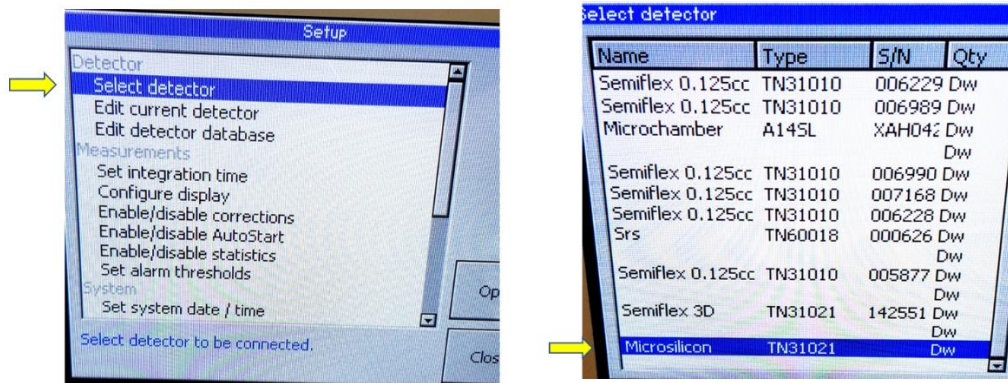 Setup
Detector
Select detector
Edit current detector
Edit detector database
Measurements
Set integration time
Configure display
Enable/disable corrections
Enable/disable AutoStart
Enable/disable statistics
Set alarm thresholds
System
Set system date / time
Select detector to be connected.
Op
Clos
Select detector
Name Type S/N Qty
Semiflex 0.125cc TN31010 006229 Dw
Semiflex 0.125cc TN31010 006989 Dw
Microchamber A14SL XAH042 Dw
Dw
Semiflex 0.125cc TN31010 006990 Dw
Semiflex 0.125cc TN31010 007168 Dw
Semiflex 0.125cc TN31010 006228 Dw
Srs TN60018 000626 Dw
Dw
Semiflex 0.125cc TN31010 005877 Dw
Dw
Semiflex 3D TN31021 142551 Dw
Dw
Microsilicon TN31021 Dw